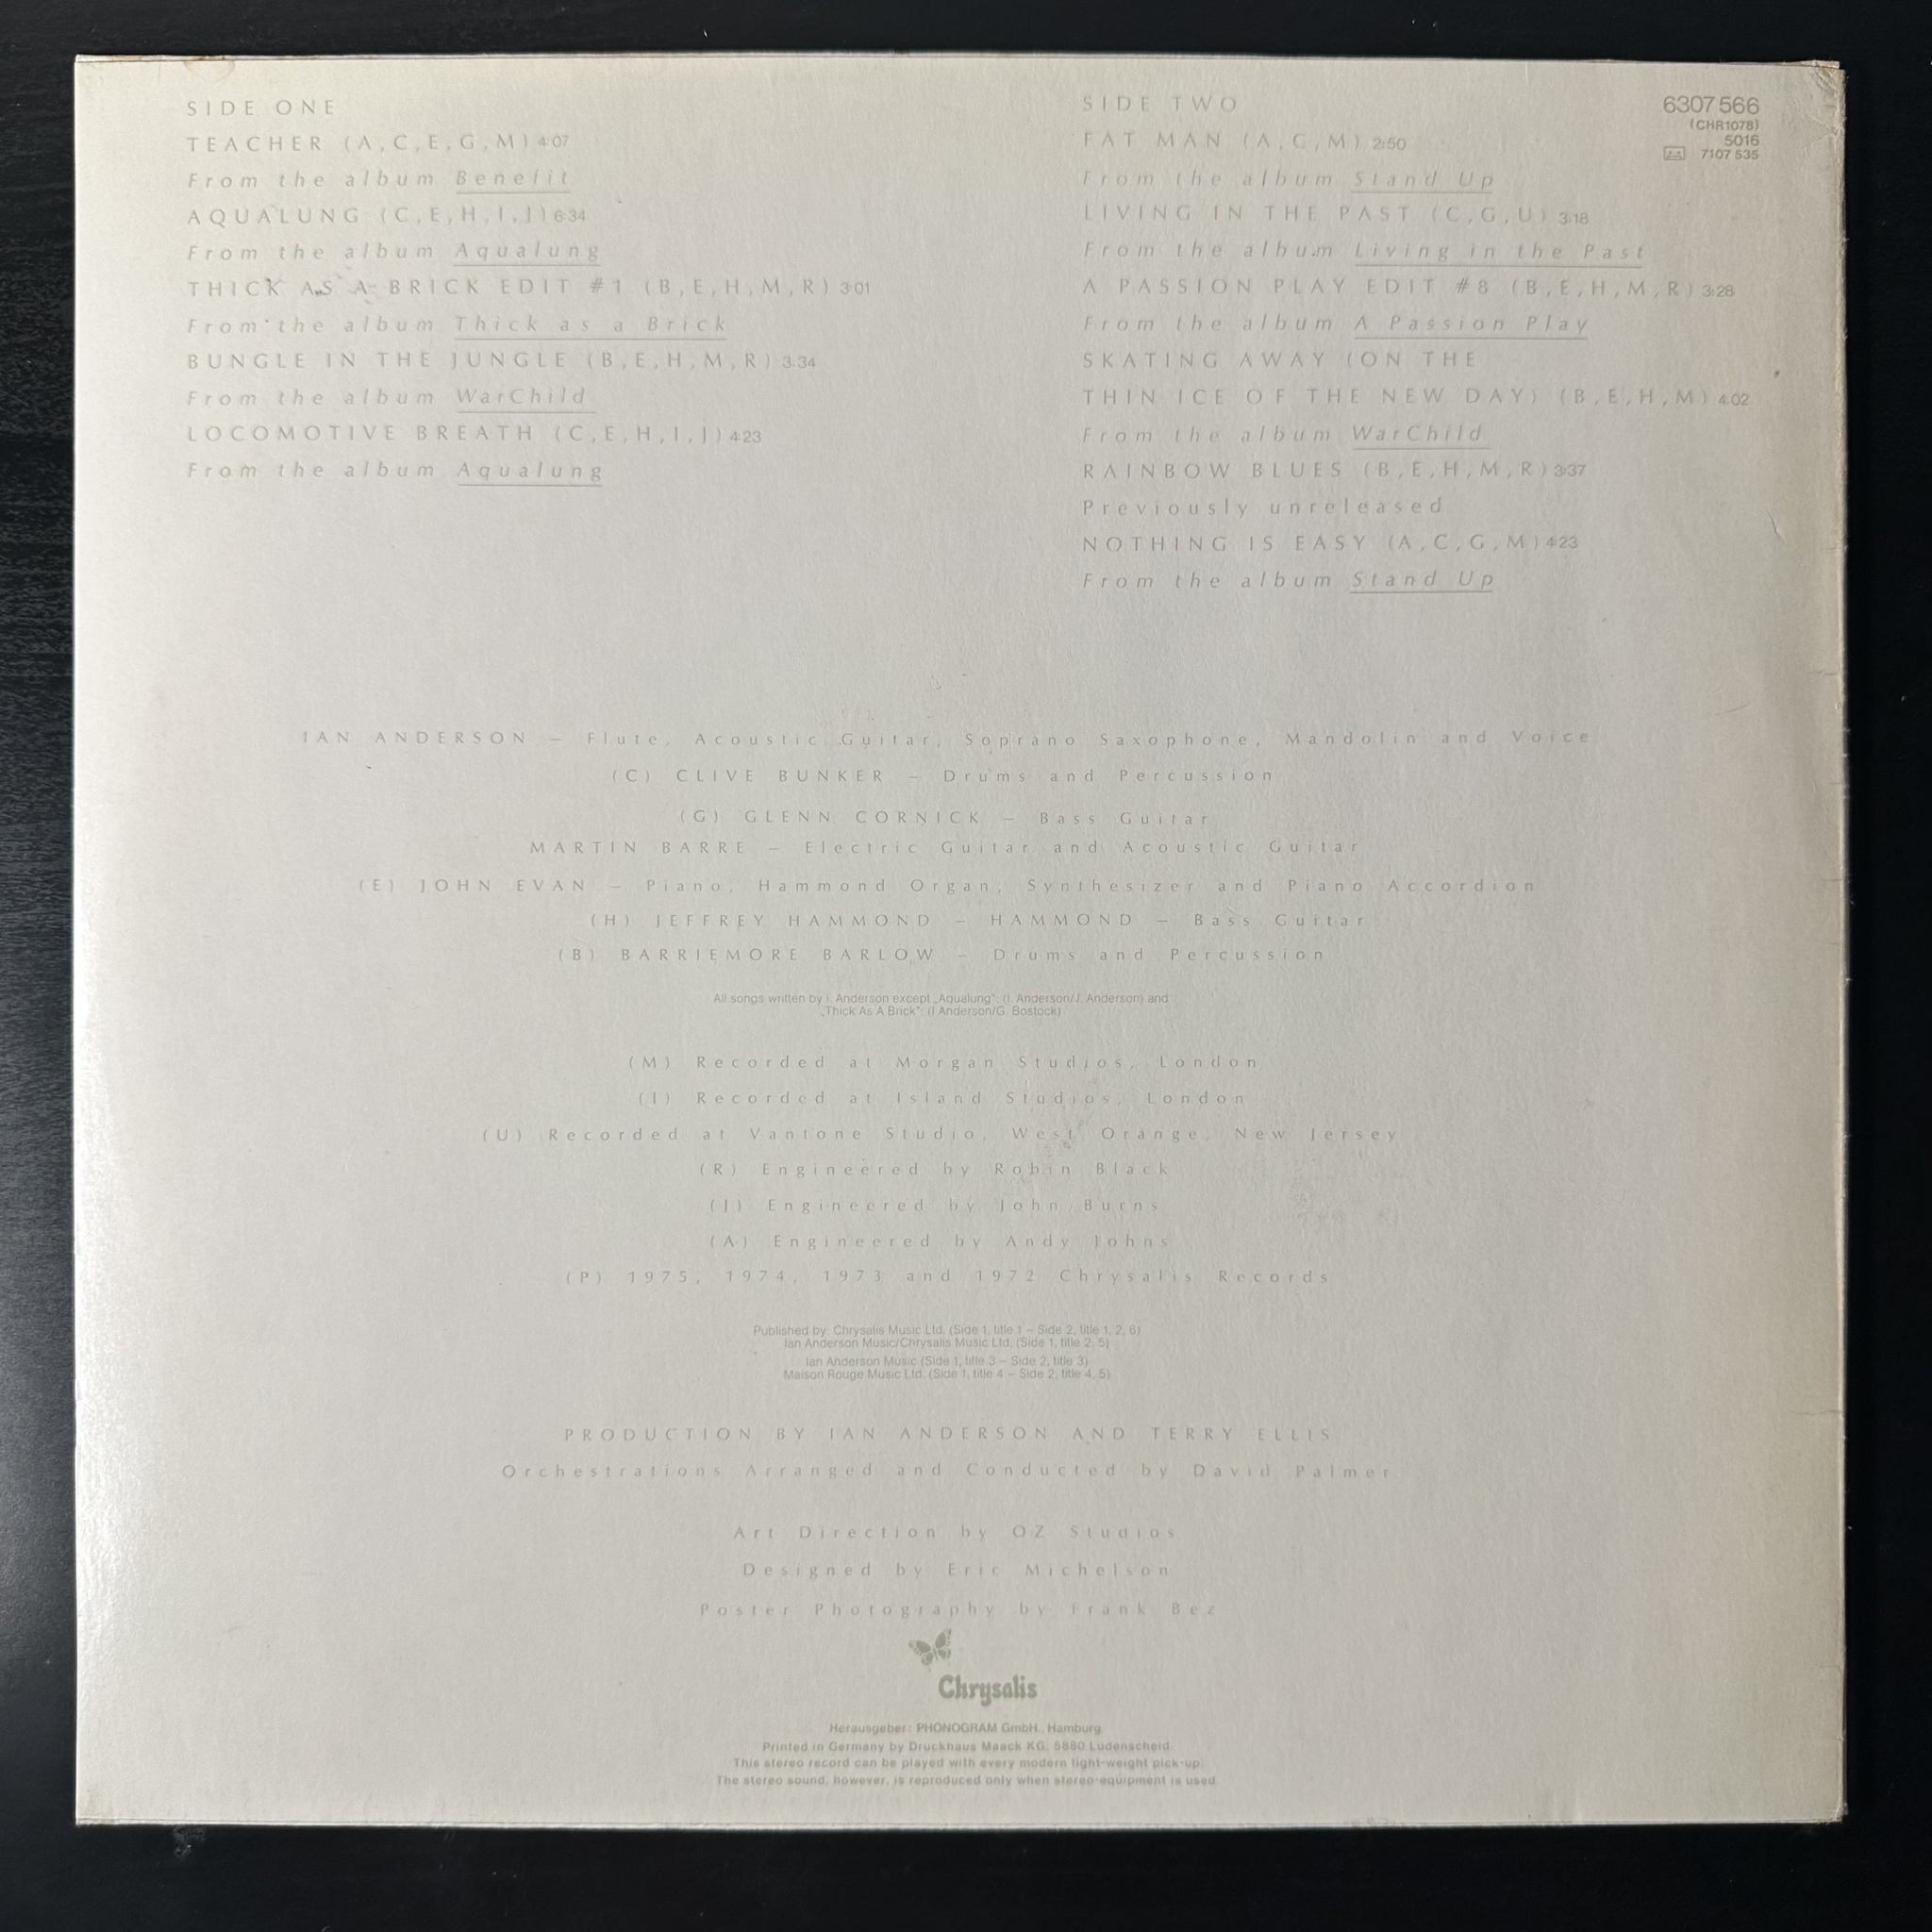 SIDE ONE
TEACHER (A,C,E,G,M) 4:07
From the album Benefit
AQUALUNG (C,E,H,I,J) 6:34
From the album Aqualung
THICK AS A BRICK EDIT #1 (B,E,H,M,R) 3:01
From the album Thick as a Brick
BUNGLE IN THE JUNGLE (B,E,H,M,R) 3:34
From the album WarChild
LOCOMOTIVE BREATH (C,E,H,I,J) 4:23
From the album Aqualung
SIDE TWO
FAT MAN (A,C,M) 2:50
From the album Stand Up
LIVING IN THE PAST (C,G,U) 3:18
From the album Living in the Past
A PASSION PLAY EDIT #8 (B,E,H,M,R) 3:28
From the album A Passion Play
SKATING AWAY (ON THE
THIN ICE OF THE NEW DAY) (B,E,H,M) 4:02
From the album WarChild
RAINBOW BLUES (B,E,H,M,R) 3:37
Previously unreleased
NOTHING IS EASY (A,C,G,M) 4:23
From the album Stand Up
6307 566
(CHR1078)
5016
7107 535
IAN ANDERSON – Flute, Acoustic Guitar, Soprano Saxophone, Mandolin and Voice
(C) CLIVE BUNKER – Drums and Percussion
(G) GLENN CORNICK – Bass Guitar
MARTIN BARRE – Electric Guitar and Acoustic Guitar
(E) JOHN EVAN – Piano, Hammond Organ, Synthesizer and Piano Accordion
(H) JEFFREY HAMMOND – HAMMOND – Bass Guitar
(B) BARRIEMORE BARLOW – Drums and Percussion
All songs written by I. Anderson except „Aqualung": (I. Anderson/J. Anderson) and
„Thick As A Brick": (I Anderson/G. Bostock)
(M) Recorded at Morgan Studios, London
(I) Recorded at Island Studios, London
(U) Recorded at Vantone Studio, West Orange, New Jersey
(R) Engineered by Robin Black
(J) Engineered by John Burns
(A) Engineered by Andy Johns
(P) 1975, 1974, 1973 and 1972 Chrysalis Records
Published by: Chrysalis Music Ltd. (Side 1, title 1 – Side 2, title 1, 2, 6)
Ian Anderson Music/Chrysalis Music Ltd. (Side 1, title 2, 5)
Ian Anderson Music (Side 1, title 3 – Side 2, title 3)
Maison Rouge Music Ltd. (Side 1, title 4 – Side 2, title 4, 5)
PRODUCTION BY IAN ANDERSON AND TERRY ELLIS
Orchestrations Arranged and Conducted by David Palmer
Art Direction by OZ Studios
Designed by Eric Michelson
Poster Photography by Frank Bez
Chrysalis
Herausgeber: PHONOGRAM GmbH., Hamburg.
Printed in Germany by Druckhaus Maack KG, 5880 Lüdenscheid.
This stereo record can be played with every modern light-weight pick-up.
The stereo sound, however, is reproduced only when stereo-equipment is used.